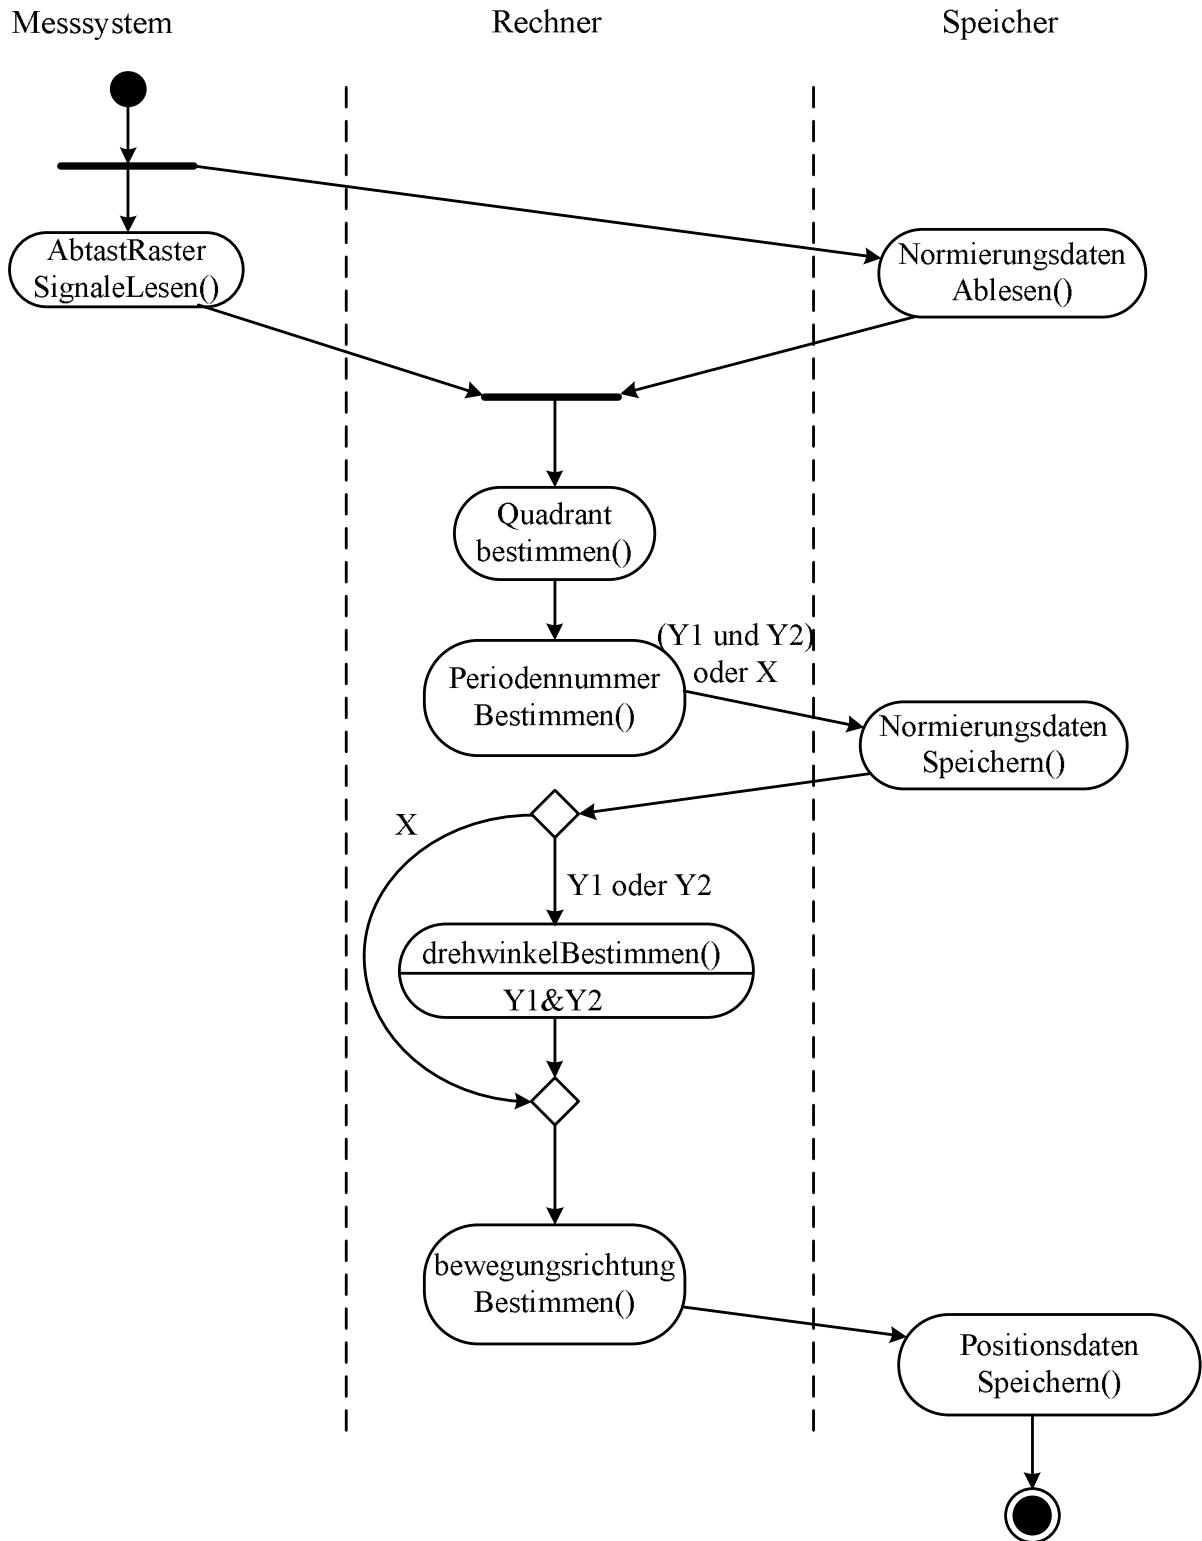 Messsystem
Rechner
Speicher
AbtastRaster
SignaleLesen()
Normierungsdaten
Ablesen()
Quadrant
bestimmen()
(Y1 und Y2)
oder X
Periodennummer
Bestimmen()
Normierungsdaten
Speichern()
X
Y1 oder Y2
drehwinkelBestimmen()
Y1&Y2
bewegungsrichtung
Bestimmen()
Positionsdaten
Speichern()